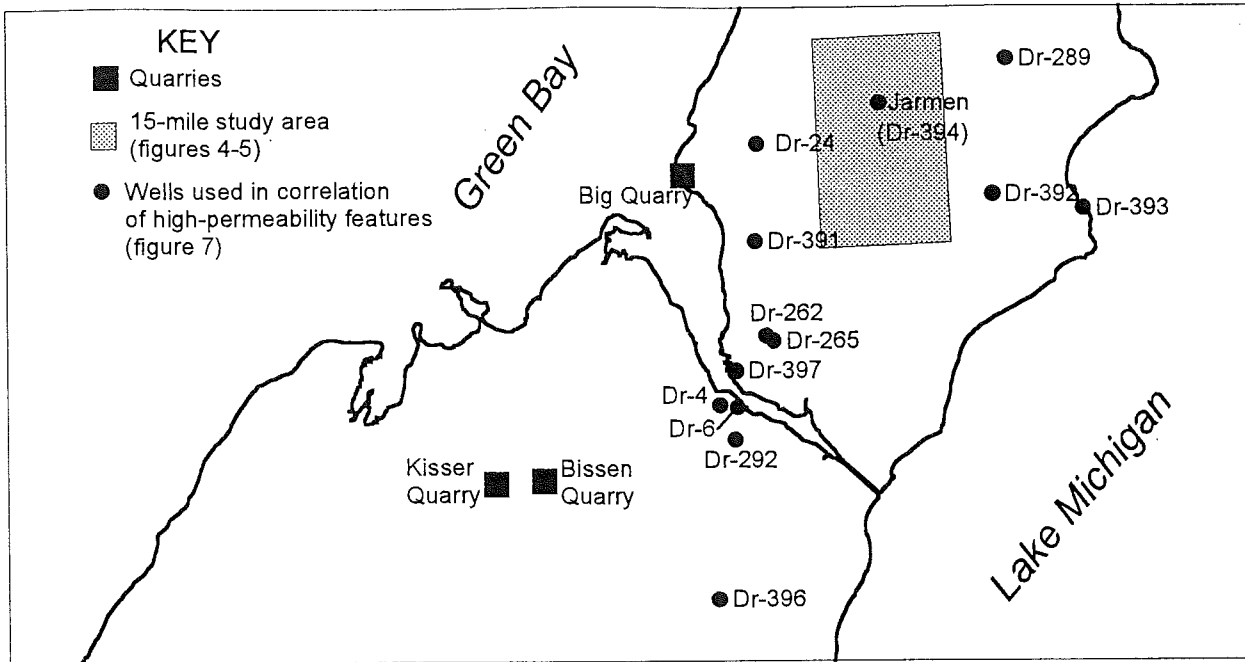 KEY
Quarries
15-mile study area
(figures 4-5)
Wells used in correlation
of high-permeability features
(figure 7)
Green Bay
Dr-289
Jarmen
(Dr-394)
Dr-24
Big Quarry
Dr-392
Dr-393
Dr-391
Dr-262
Dr-265
Dr-397
Dr-4
Dr-6
Dr-292
Kisser
Quarry
Bissen
Quarry
Lake Michigan
Dr-396